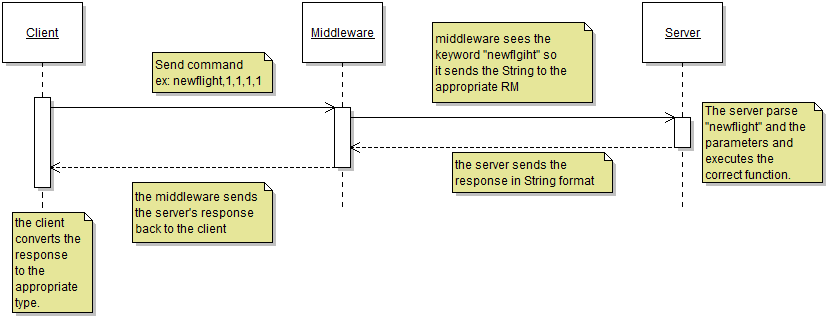 Client
Middleware
Server
Send command
ex: newflight,1,1,1,1
middleware sees the
keyword "newflgiht" so
it sends the String to the
appropriate RM
The server parse
"newflight" and the
parameters and
executes the
correct function.
the server sends the
response in String format
the middleware sends
the server's response
back to the client
the client
converts the
response
to the
appropriate
type.